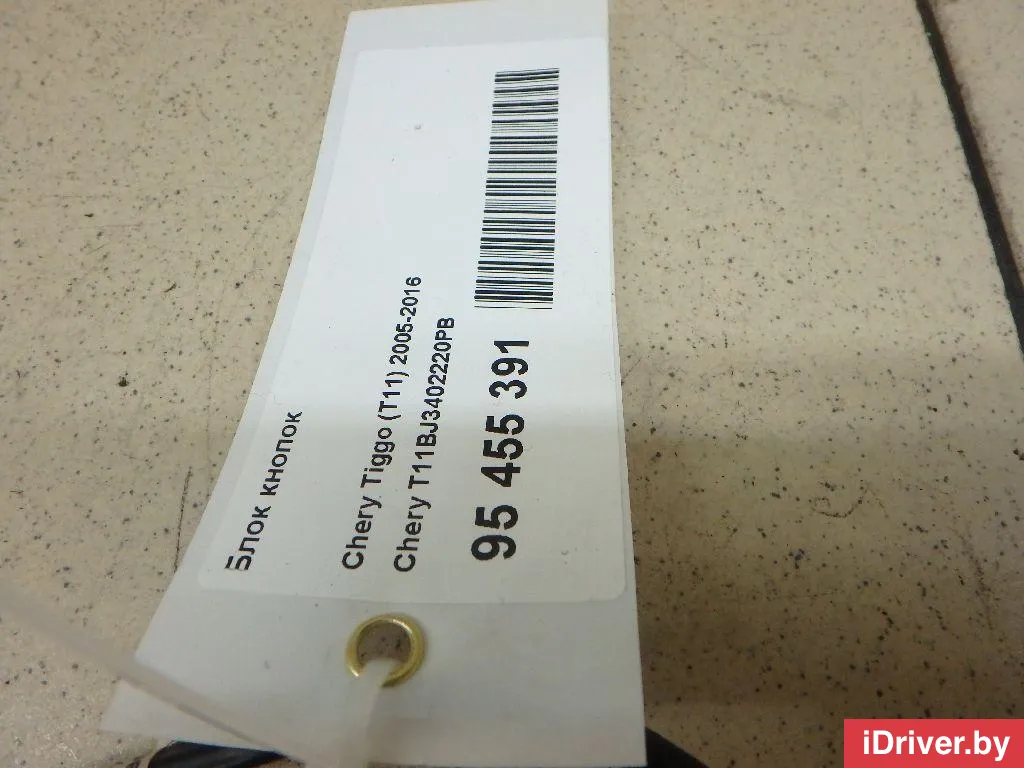 Блок кнопок
Chery Tiggo (T11) 2005-2016
Chery T11BJ3402220PB
95 455 391
iDriver.by